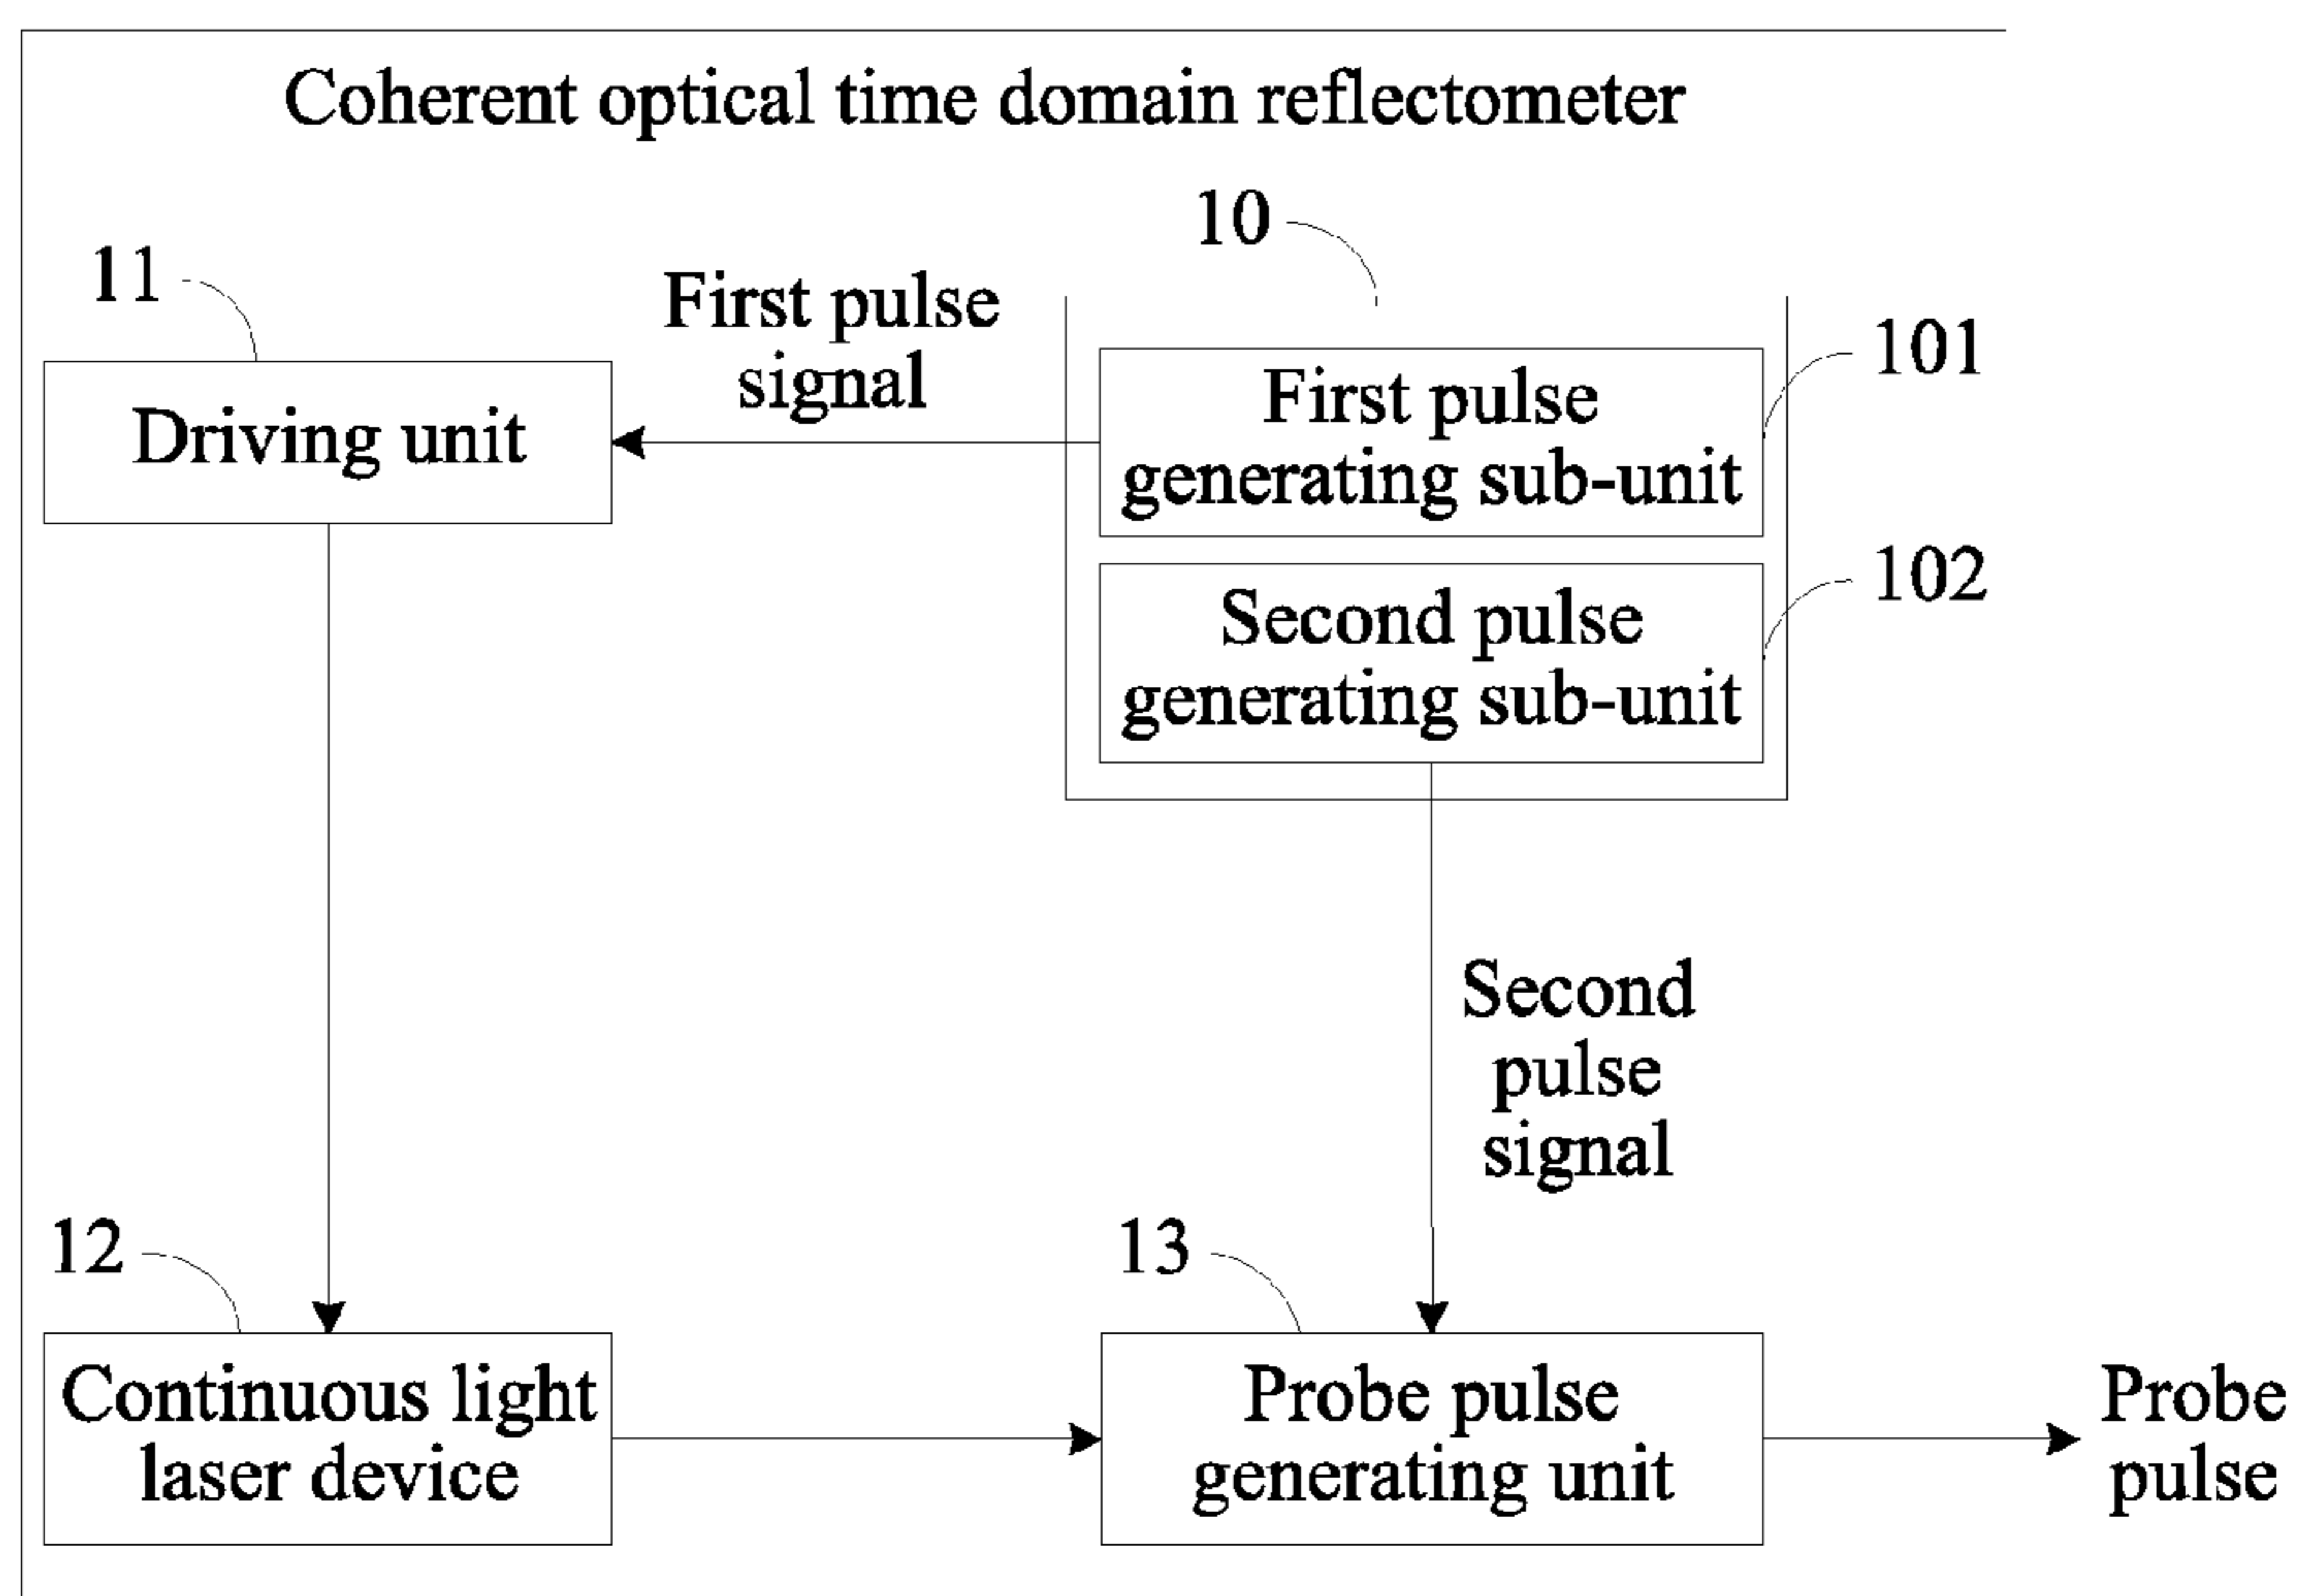 Coherent optical time domain reflectometer
10
11
First pulse
signal
101
First pulse
generating sub-unit
Driving unit
102
Second pulse
generating sub-unit
Second
pulse
signal
12
13
Continuous light
laser device
Probe pulse
generating unit
Probe
pulse